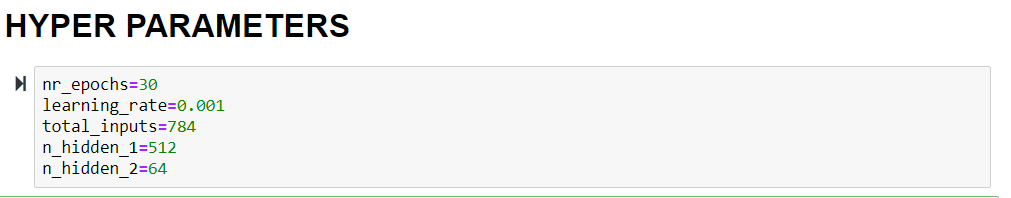 HYPER PARAMETERS
nr_epochs=30
learning_rate=0.001
total_inputs=784
n_hidden_1=512
n_hidden_2=64